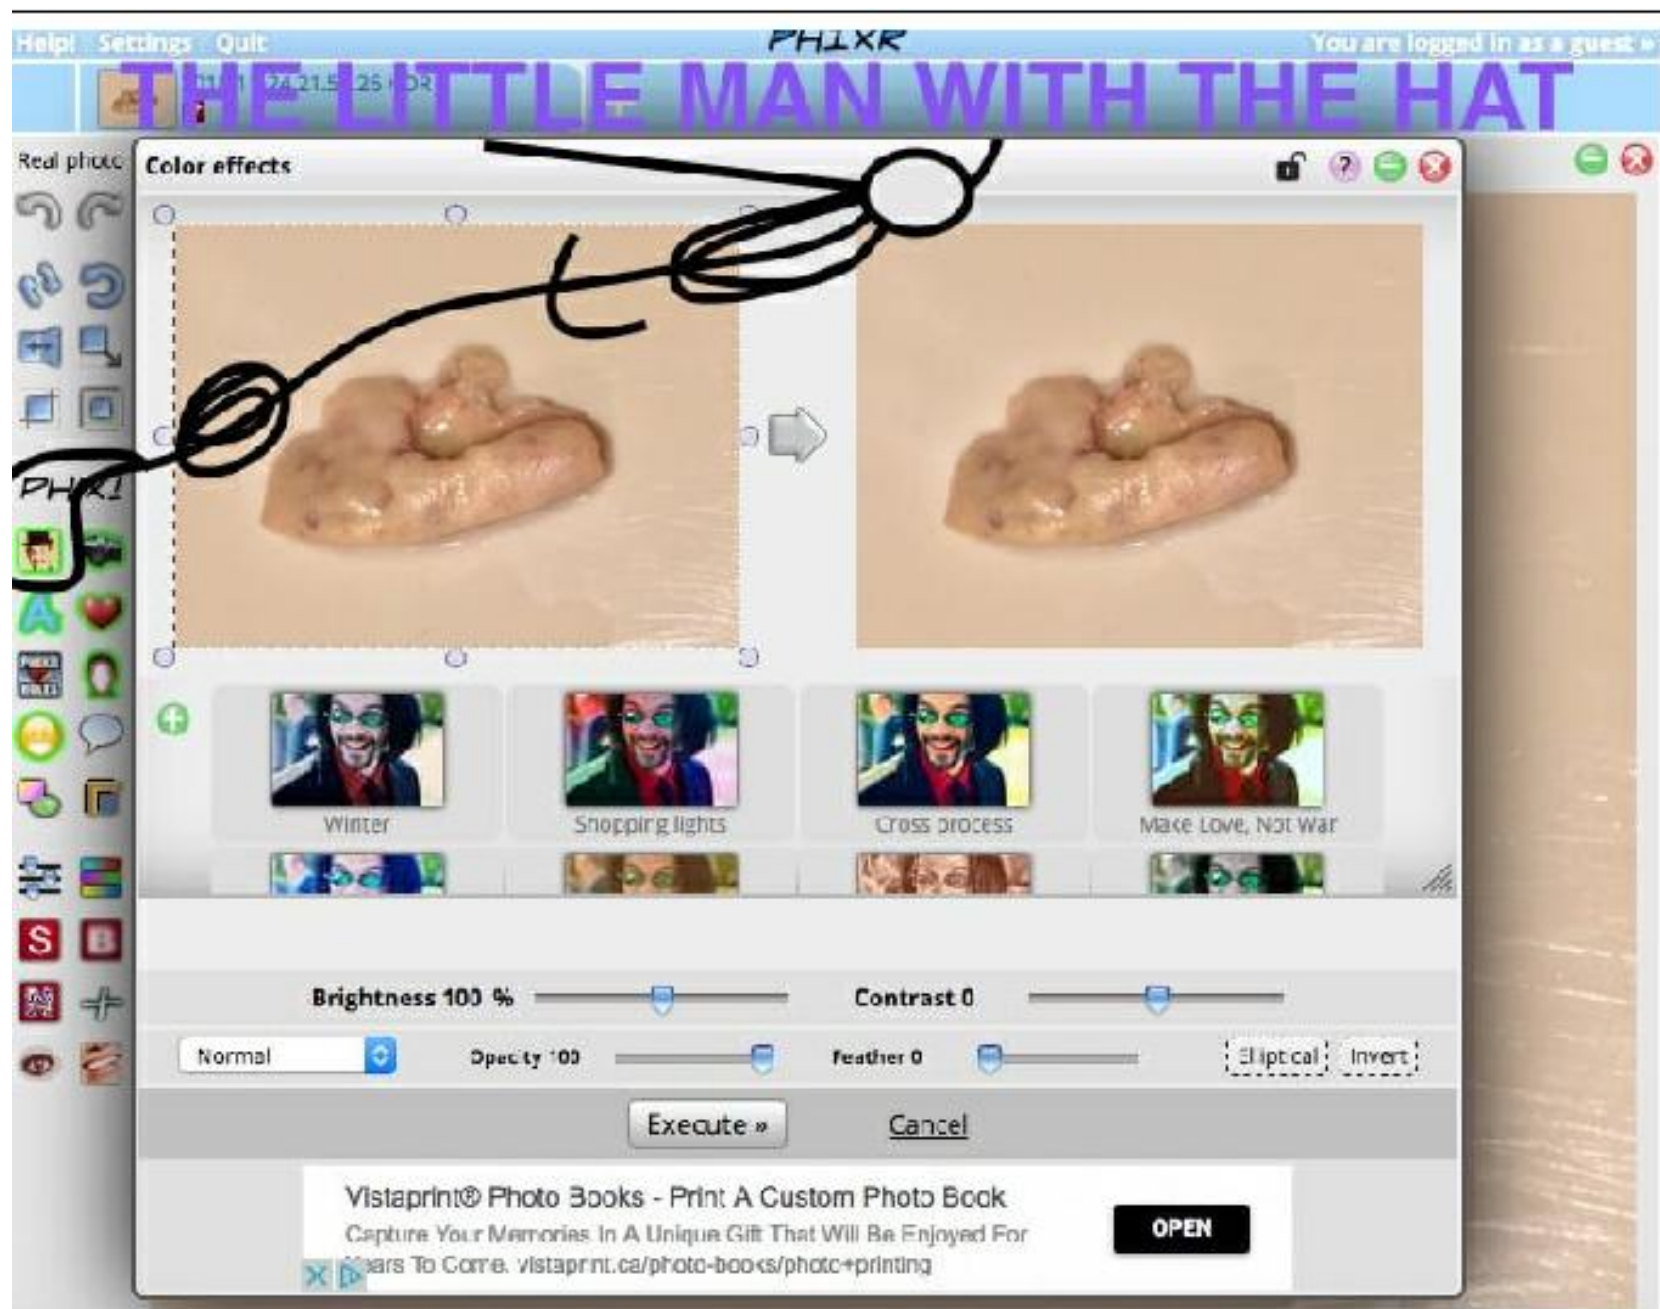 Help! Settings Quit
PHIXR
You are logged in as a guest »
THE LITTLE MAN WITH THE HAT
Real photo
Color effects
?
A
Winter
Shopping lights
Cross process
Make Love, Not War
S
B
Brightness 100 %
Contrast 0
Normal
Opacity 100
Feather 0
Elliptical
Invert
Execute »
Cancel
Vistaprint® Photo Books - Print A Custom Photo Book
Capture Your Memories In A Unique Gift That Will Be Enjoyed For
Years To Come. vistaprint.ca/photo-books/photo+printing
OPEN